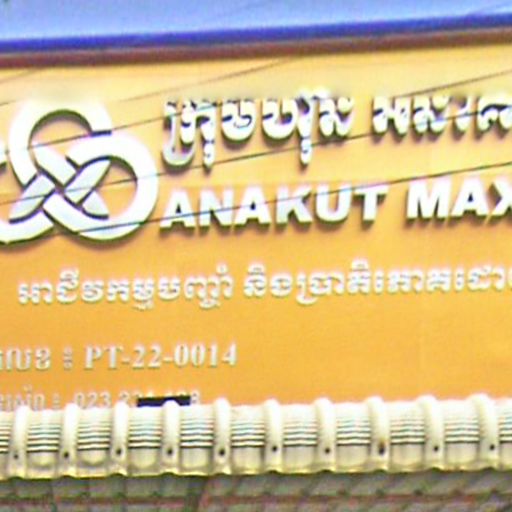 ក្រុមហ៊ុន អនាគត
ANAKUT MAX
អាជីវកម្មបញ្ចាំ និងប្រាតិភោគដោយ
លេខ ៖ PT-22-0014
023